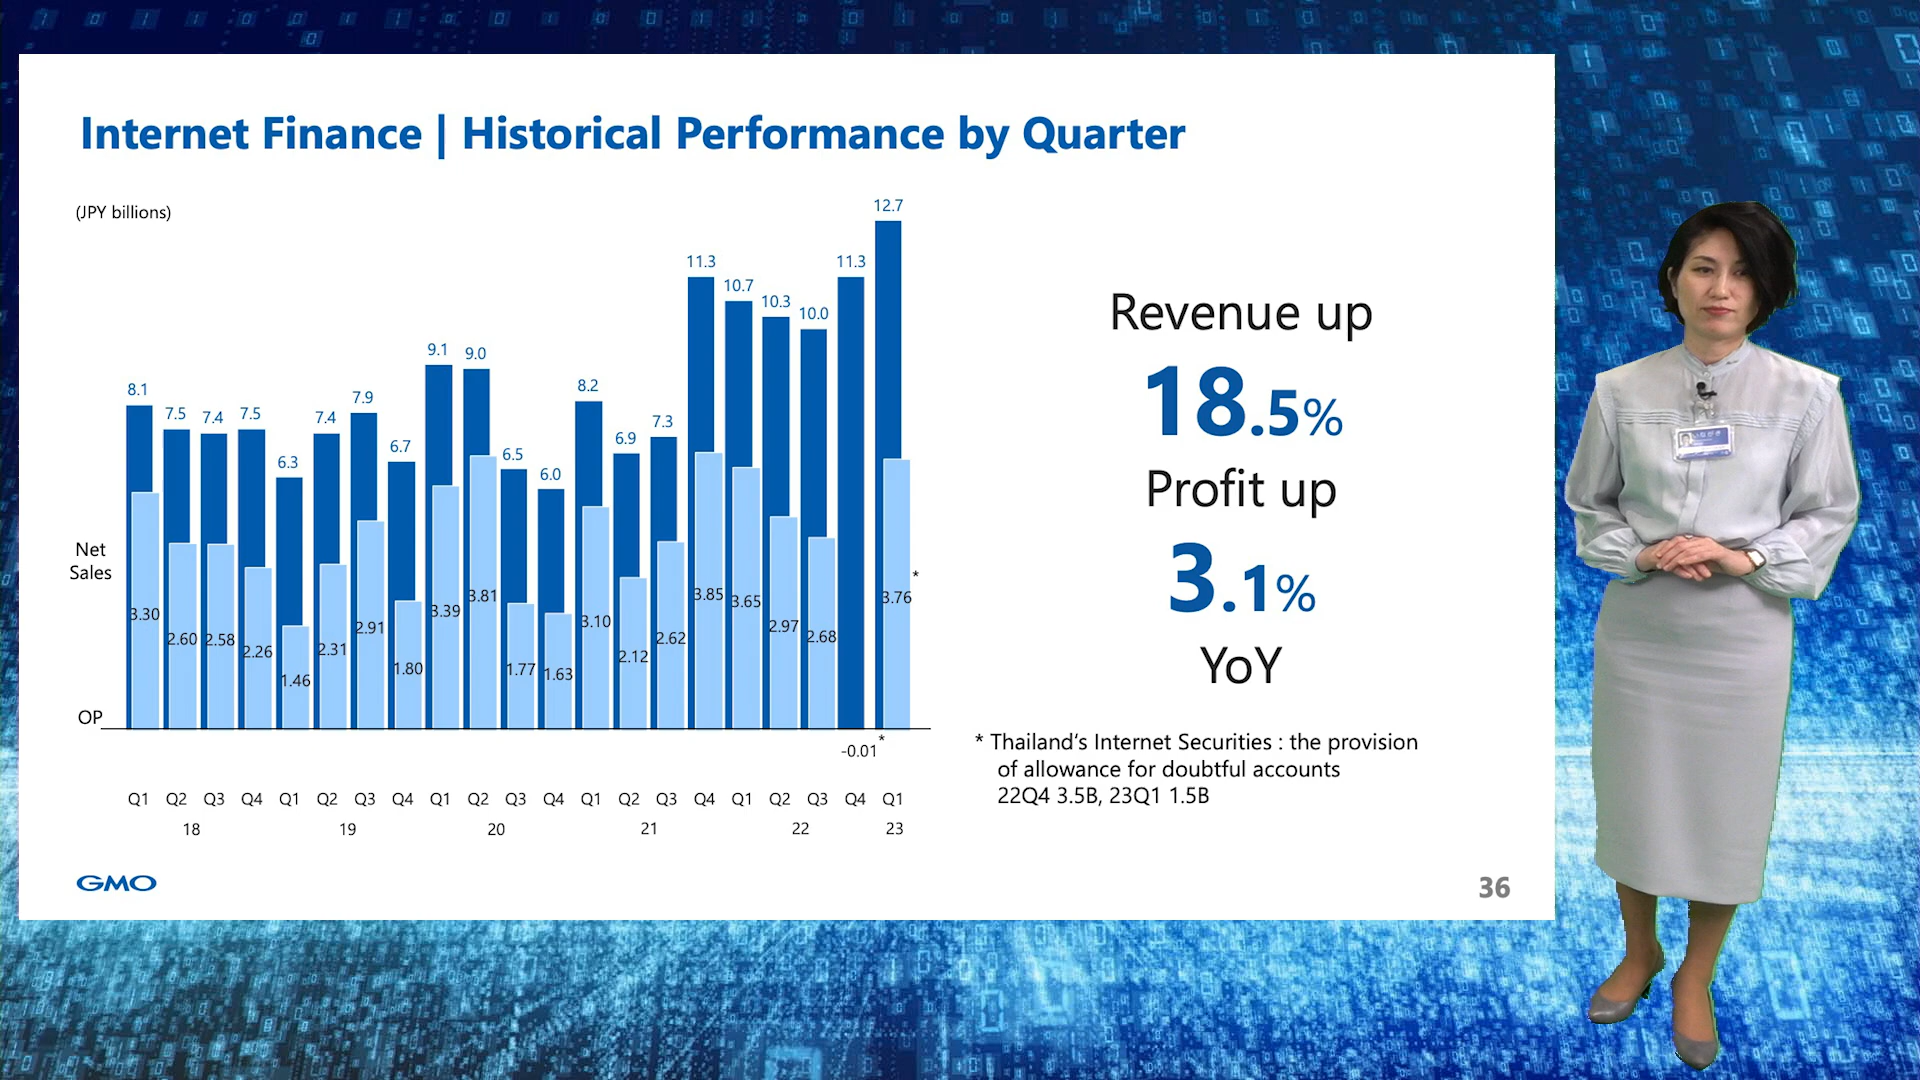 Internet Finance | Historical Performance by Quarter
(JPY billions)
8.1 7.5 7.4 7.5 6.3 7.4 7.9 6.7 9.1 9.0 6.5 6.0 8.2 6.9 7.3 11.3 10.7 10.3 10.0 11.3 12.7
Net
Sales
3.30 2.60 2.58 2.26 1.46 2.31 2.91 1.80 3.39 3.81 1.77 1.63 3.10 2.12 2.62 3.85 3.65 2.97 2.68 -0.01* 3.76*
OP
Q1 Q2 Q3 Q4 Q1 Q2 Q3 Q4 Q1 Q2 Q3 Q4 Q1 Q2 Q3 Q4 Q1 Q2 Q3 Q4 Q1
18 19 20 21 22 23
Revenue up
18.5%
Profit up
3.1%
YoY
* Thailand‘s Internet Securities : the provision
of allowance for doubtful accounts
22Q4 3.5B, 23Q1 1.5B
GMO
36